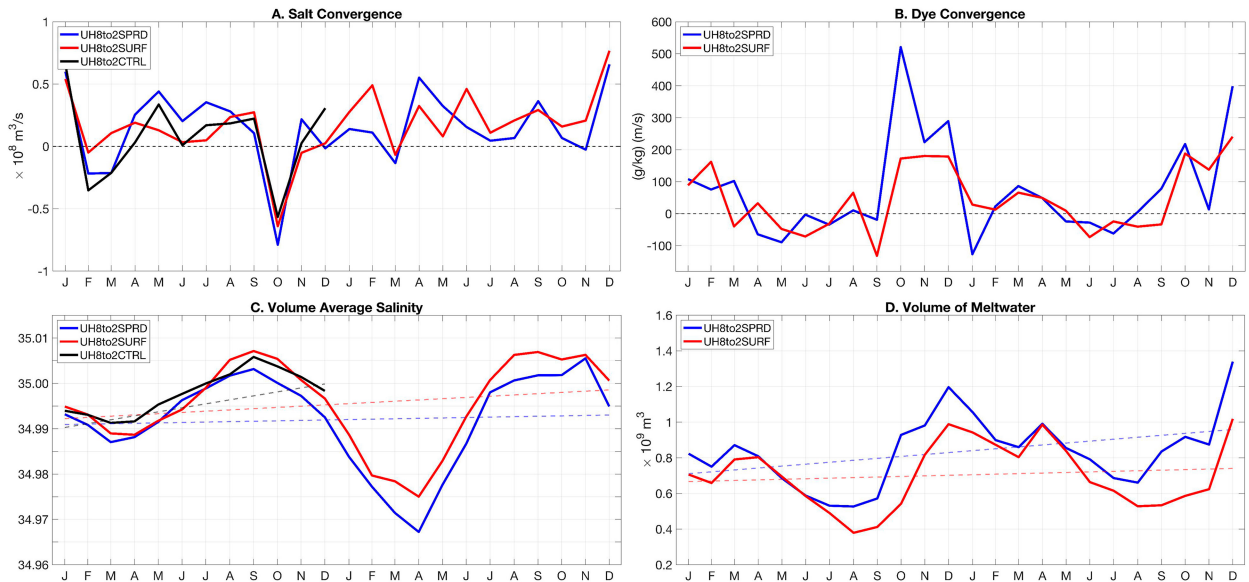 A. Salt Convergence
UH8to2SPRD
UH8to2SURF
UH8to2CTRL
× 10⁸ m³/s
1
0.5
0
-0.5
-1
J F M A M J J A S O N D J F M A M J J A S O N D
B. Dye Convergence
UH8to2SPRD
UH8to2SURF
(g/kg) (m/s)
600
500
400
300
200
100
0
-100
J F M A M J J A S O N D J F M A M J J A S O N D
C. Volume Average Salinity
UH8to2SPRD
UH8to2SURF
UH8to2CTRL
35.01
35.00
34.99
34.98
34.97
34.96
J F M A M J J A S O N D J F M A M J J A S O N D
D. Volume of Meltwater
UH8to2SPRD
UH8to2SURF
× 10⁹ m³
1.6
1.4
1.2
1
0.8
0.6
0.4
0.2
J F M A M J J A S O N D J F M A M J J A S O N D